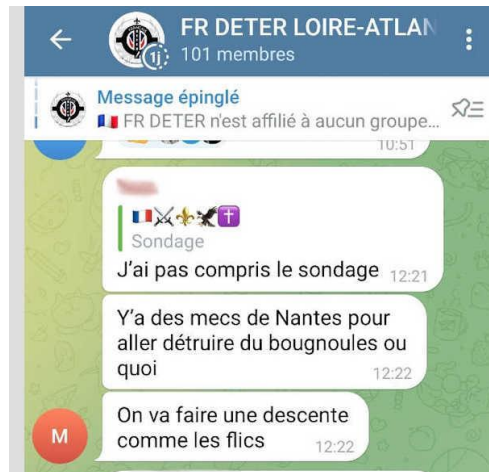 FR DETER LOIRE-ATLAN
1j
101 membres
Message épinglé
FR DETER n'est affilié à aucun groupe...
10:51
Sondage
J'ai pas compris le sondage 12:21
Y'a des mecs de Nantes pour
aller détruire du bougnoules ou
quoi 12:22
M
On va faire une descente
comme les flics 12:22